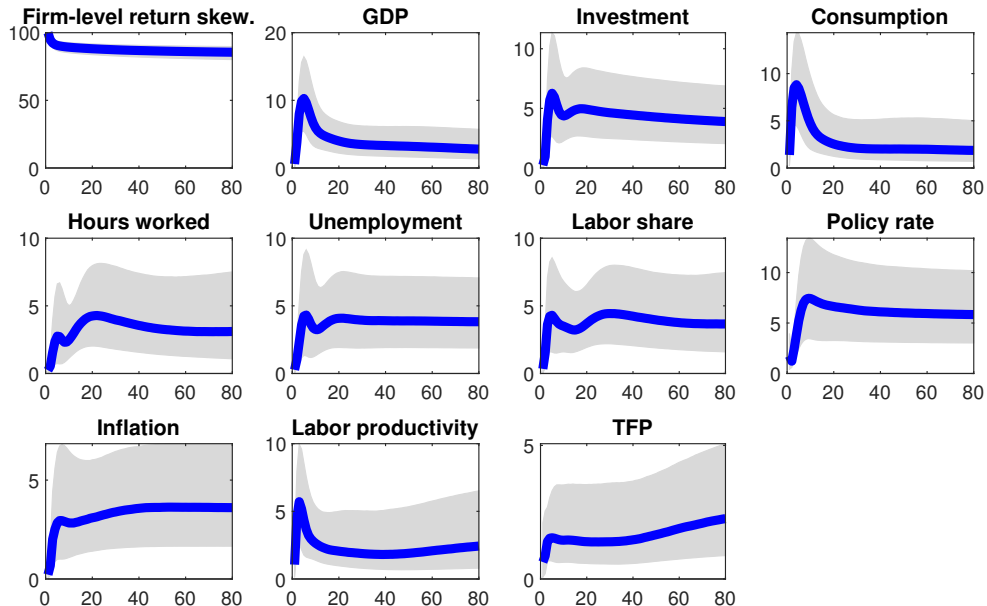 Firm-level return skew.
GDP
Investment
Consumption
100
50
0
0 20 40 60 80
20
10
0
0 20 40 60 80
10
5
0
0 20 40 60 80
10
5
0
0 20 40 60 80
Hours worked
Unemployment
Labor share
Policy rate
10
5
0
0 20 40 60 80
10
5
0
0 20 40 60 80
10
5
0
0 20 40 60 80
10
5
0
0 20 40 60 80
Inflation
Labor productivity
TFP
5
0
0 20 40 60 80
10
5
0
0 20 40 60 80
5
0
0 20 40 60 80